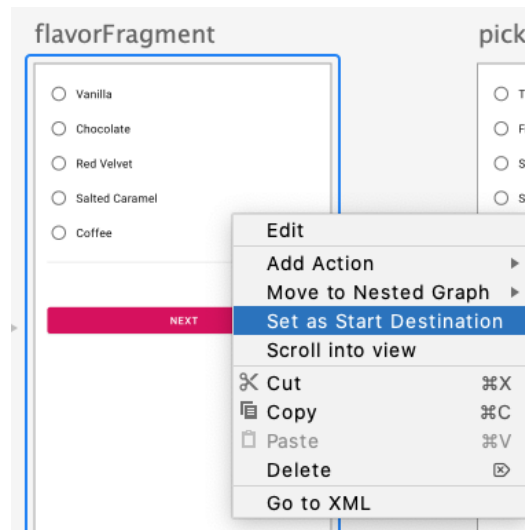 flavorFragment
pick
Vanilla
T
Chocolate
F
Red Velvet
S
Salted Caramel
S
Coffee
NEXT
Edit
Add Action
Move to Nested Graph
Set as Start Destination
Scroll into view
Cut ⌘X
Copy ⌘C
Paste ⌘V
Delete ⌦
Go to XML